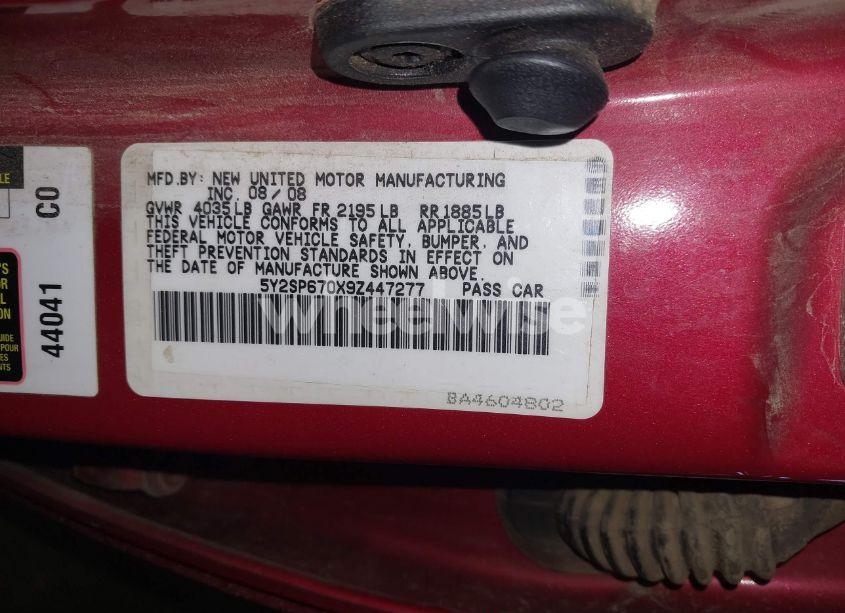 MFD.BY: NEW UNITED MOTOR MANUFACTURING
INC. 08/08
GVWR 4035LB GAWR FR 2195LB RR 1885LB
THIS VEHICLE CONFORMS TO ALL APPLICABLE
FEDERAL MOTOR VEHICLE SAFETY, BUMPER, AND
THEFT PREVENTION STANDARDS IN EFFECT ON
THE DATE OF MANUFACTURE SHOWN ABOVE.
5Y2SP670X9Z447277 PASS CAR
Wheelwise
BA4604802
44041 CO